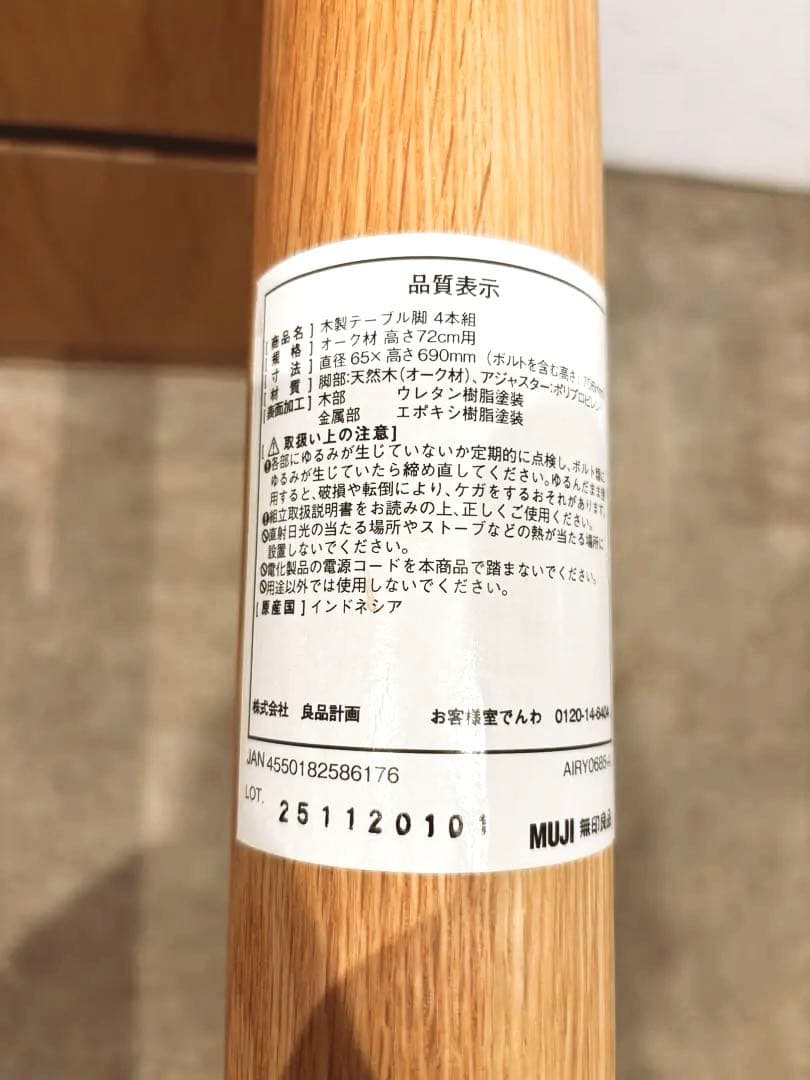 品質表示
[商品名] 木製テーブル脚 4本組
[規格] オーク材 高さ72cm用
[寸法] 直径 65×高さ690mm (ボルトを含む高さ:706mm)
[材質] 脚部:天然木(オーク材)、アジャスター:ポリプロピレン
[表面加工] 木部 ウレタン樹脂塗装
金属部 エポキシ樹脂塗装
[⚠取扱い上の注意]
各部にゆるみが生じていないか定期的に点検し、ボルト類に
ゆるみが生じていたら締め直してください。ゆるんだまま使
用すると、破損や転倒により、ケガをするおそれがあります。
組立取扱説明書をお読みの上、正しくご使用ください。
直射日光の当たる場所やストーブなどの熱が当たる場所に
設置しないでください。
電化製品の電源コードを本商品で踏まないでください。
用途以外では使用しないでください。
[原産国] インドネシア
株式会社 良品計画 お客様室でんわ 0120-14-6404
JAN 4550182586176 AIRY0685-A
LOT. 25112010
MUJI 無印良品